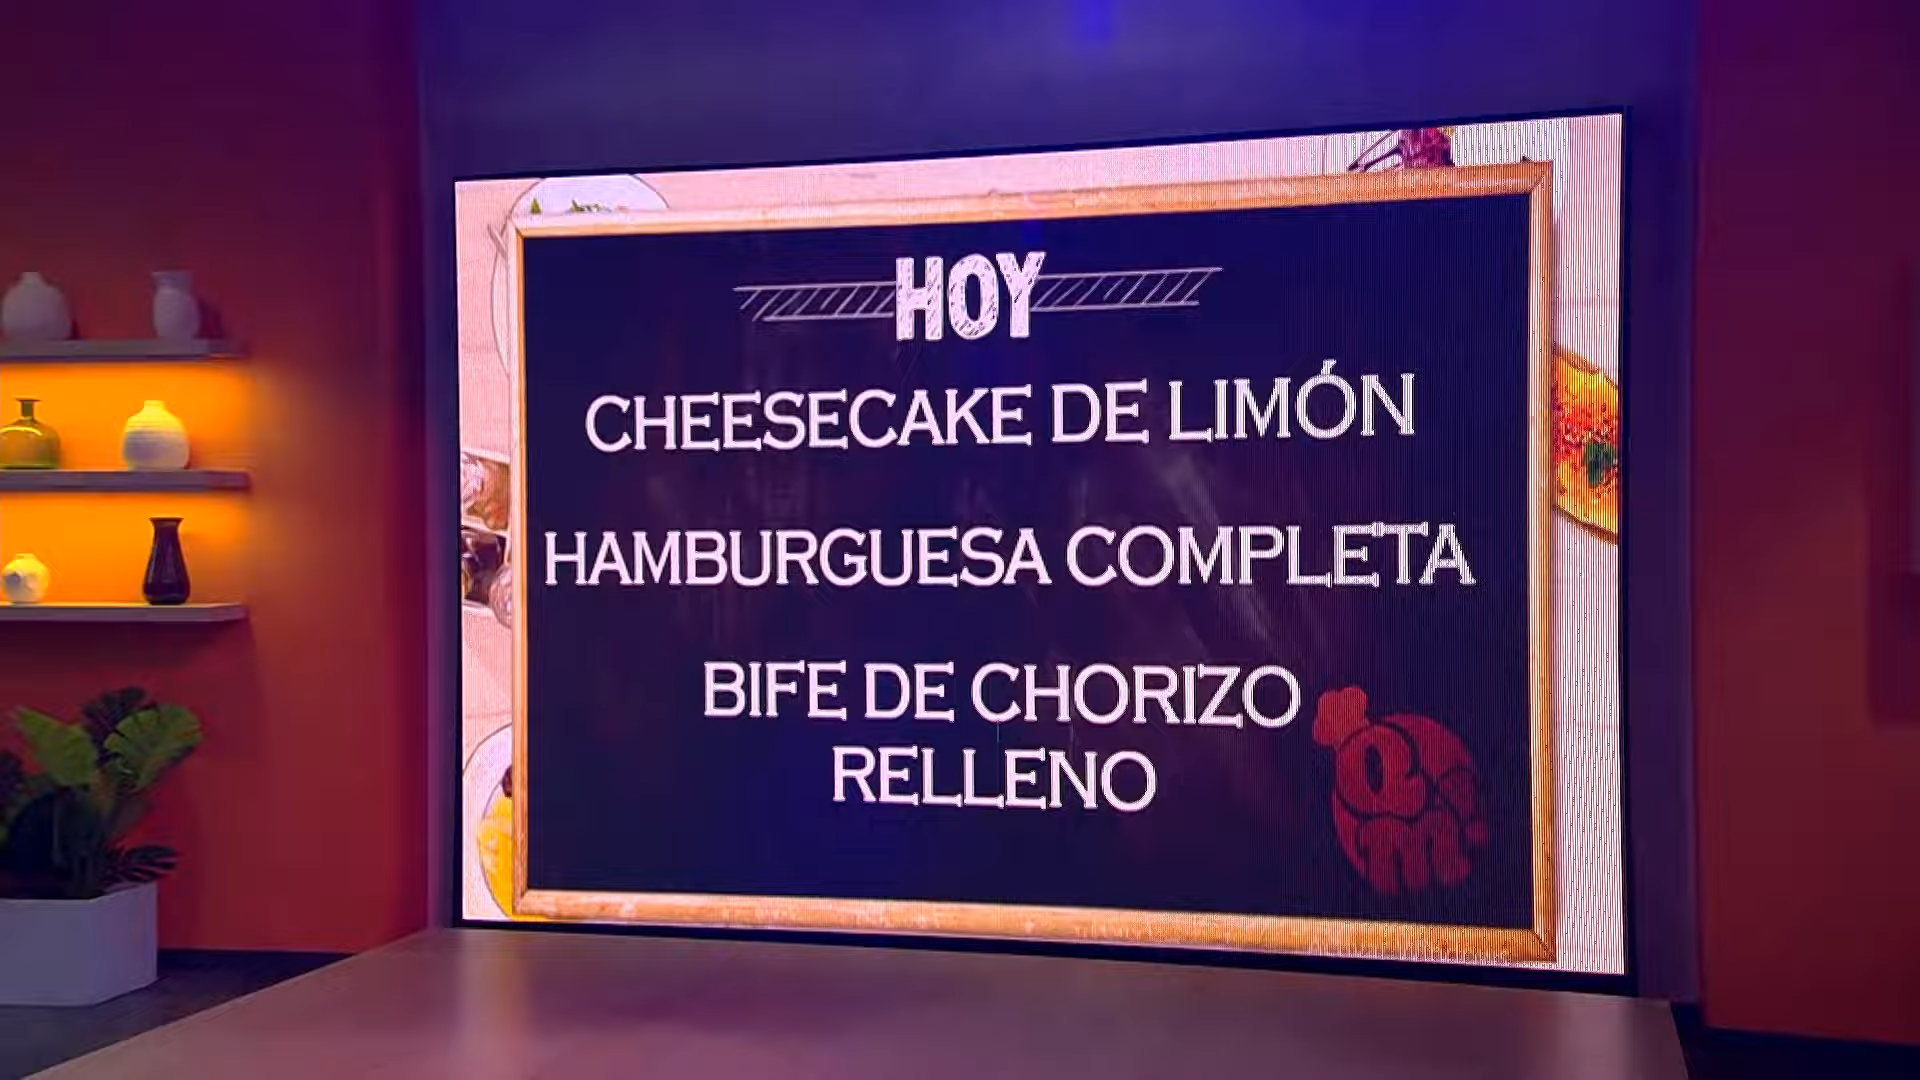 HOY
CHEESECAKE DE LIMÓN
HAMBURGUESA COMPLETA
BIFE DE CHORIZO
RELLENO